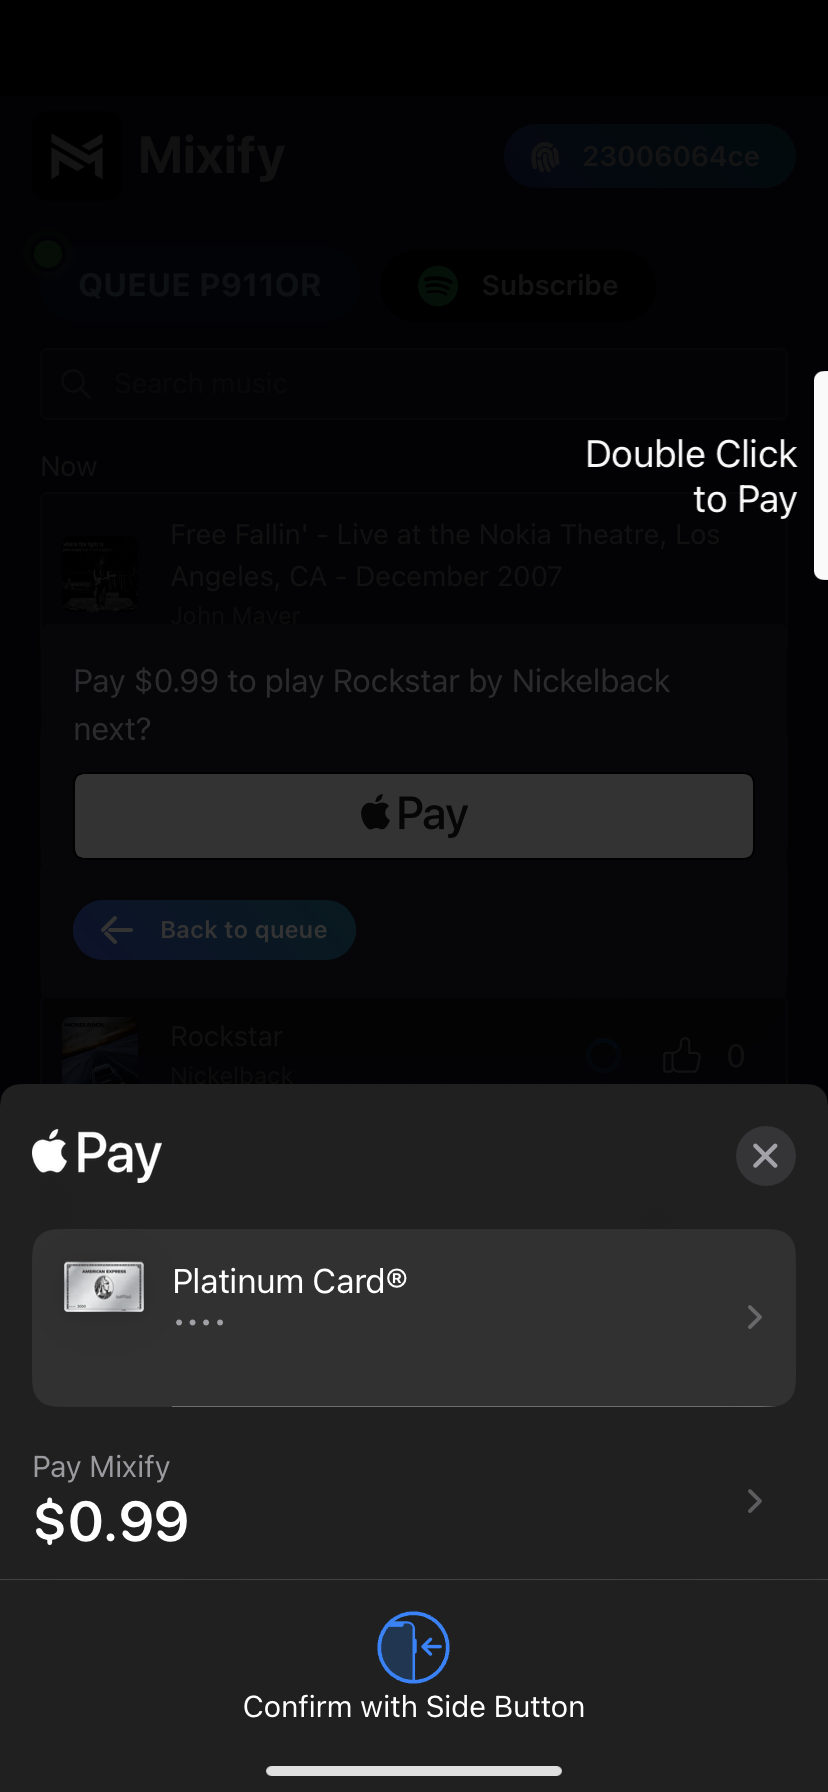 Mixify
23006064ce
QUEUE P911OR
Subscribe
Search music
Double Click
to Pay
Now
Free Fallin' - Live at the Nokia Theatre, Los
Angeles, CA - December 2007
John Mayer
Pay $0.99 to play Rockstar by Nickelback
next?
Pay
Back to queue
Rockstar
0
Nickelback
Pay
AMERICAN EXPRESS
Platinum Card®
••••
Pay Mixify
$0.99
Confirm with Side Button